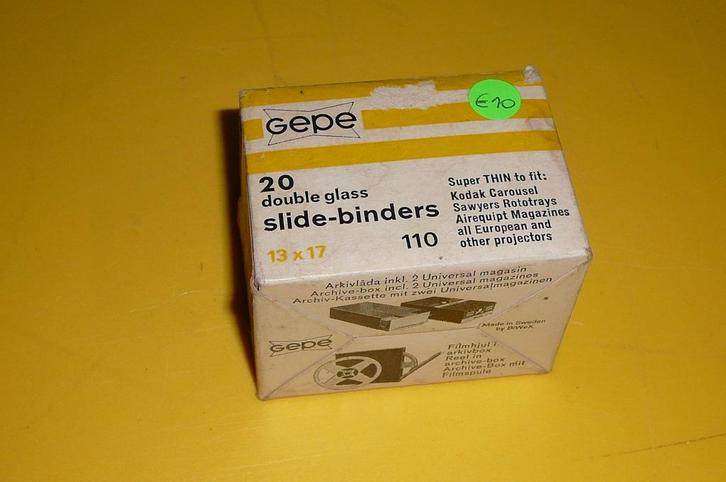 Gepe
€10
20
double glass
slide-binders
13 x 17
110
Super THIN to fit:
Kodak Carousel
Sawyers Rototrays
Airequipt Magazines
all European and
other projectors
Arkivlåda inkl. 2 Universal magasin
Archive-box incl. 2 Universal magazines
Archiv-Kassette mit zwei Universalmagazinen
Made in Sweden
by BiWeX
Gepe
Filmhjul i
arkivbox
Reel in
archive-box
Archive-Box mit
Filmspule